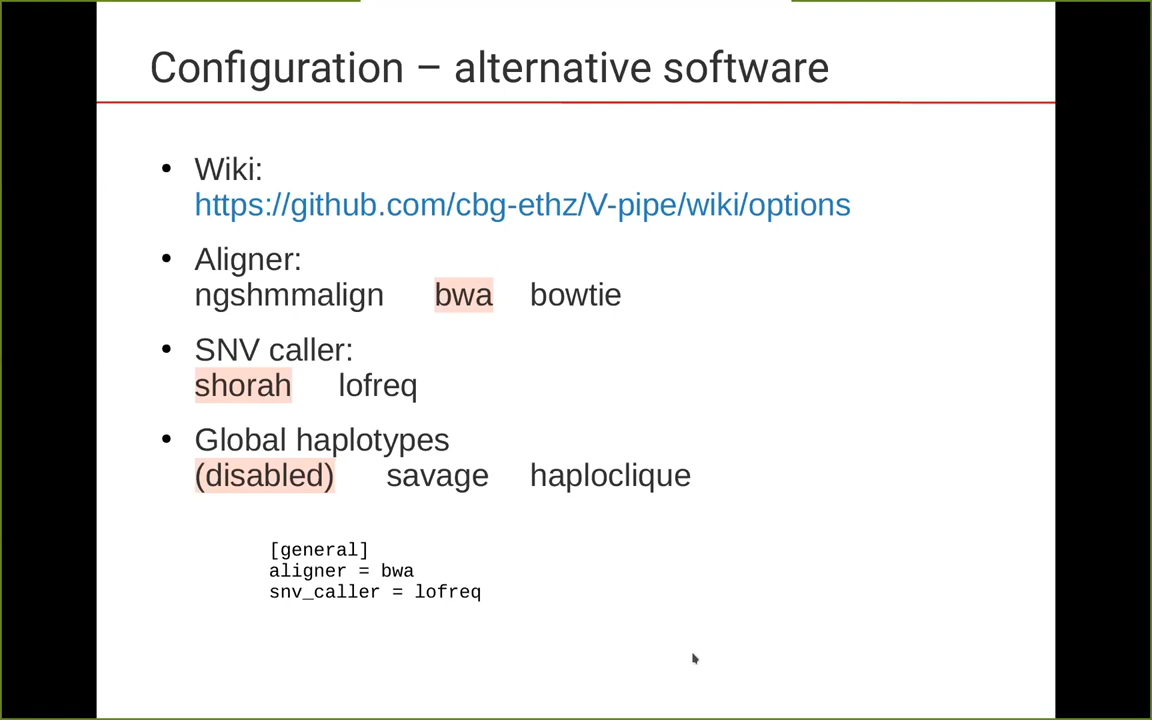 Configuration – alternative software
• Wiki:
https://github.com/cbg-ethz/V-pipe/wiki/options
• Aligner:
ngshmmalign bwa bowtie
• SNV caller:
shorah lofreq
• Global haplotypes
(disabled) savage haploclique
[general]
aligner = bwa
snv_caller = lofreq